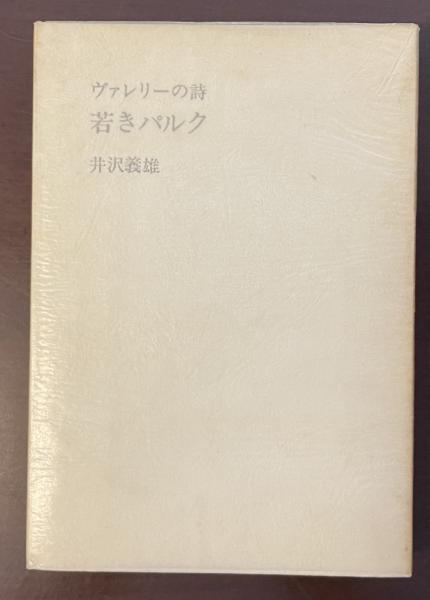 ヴァレリーの詩
若きパルク
井沢義雄